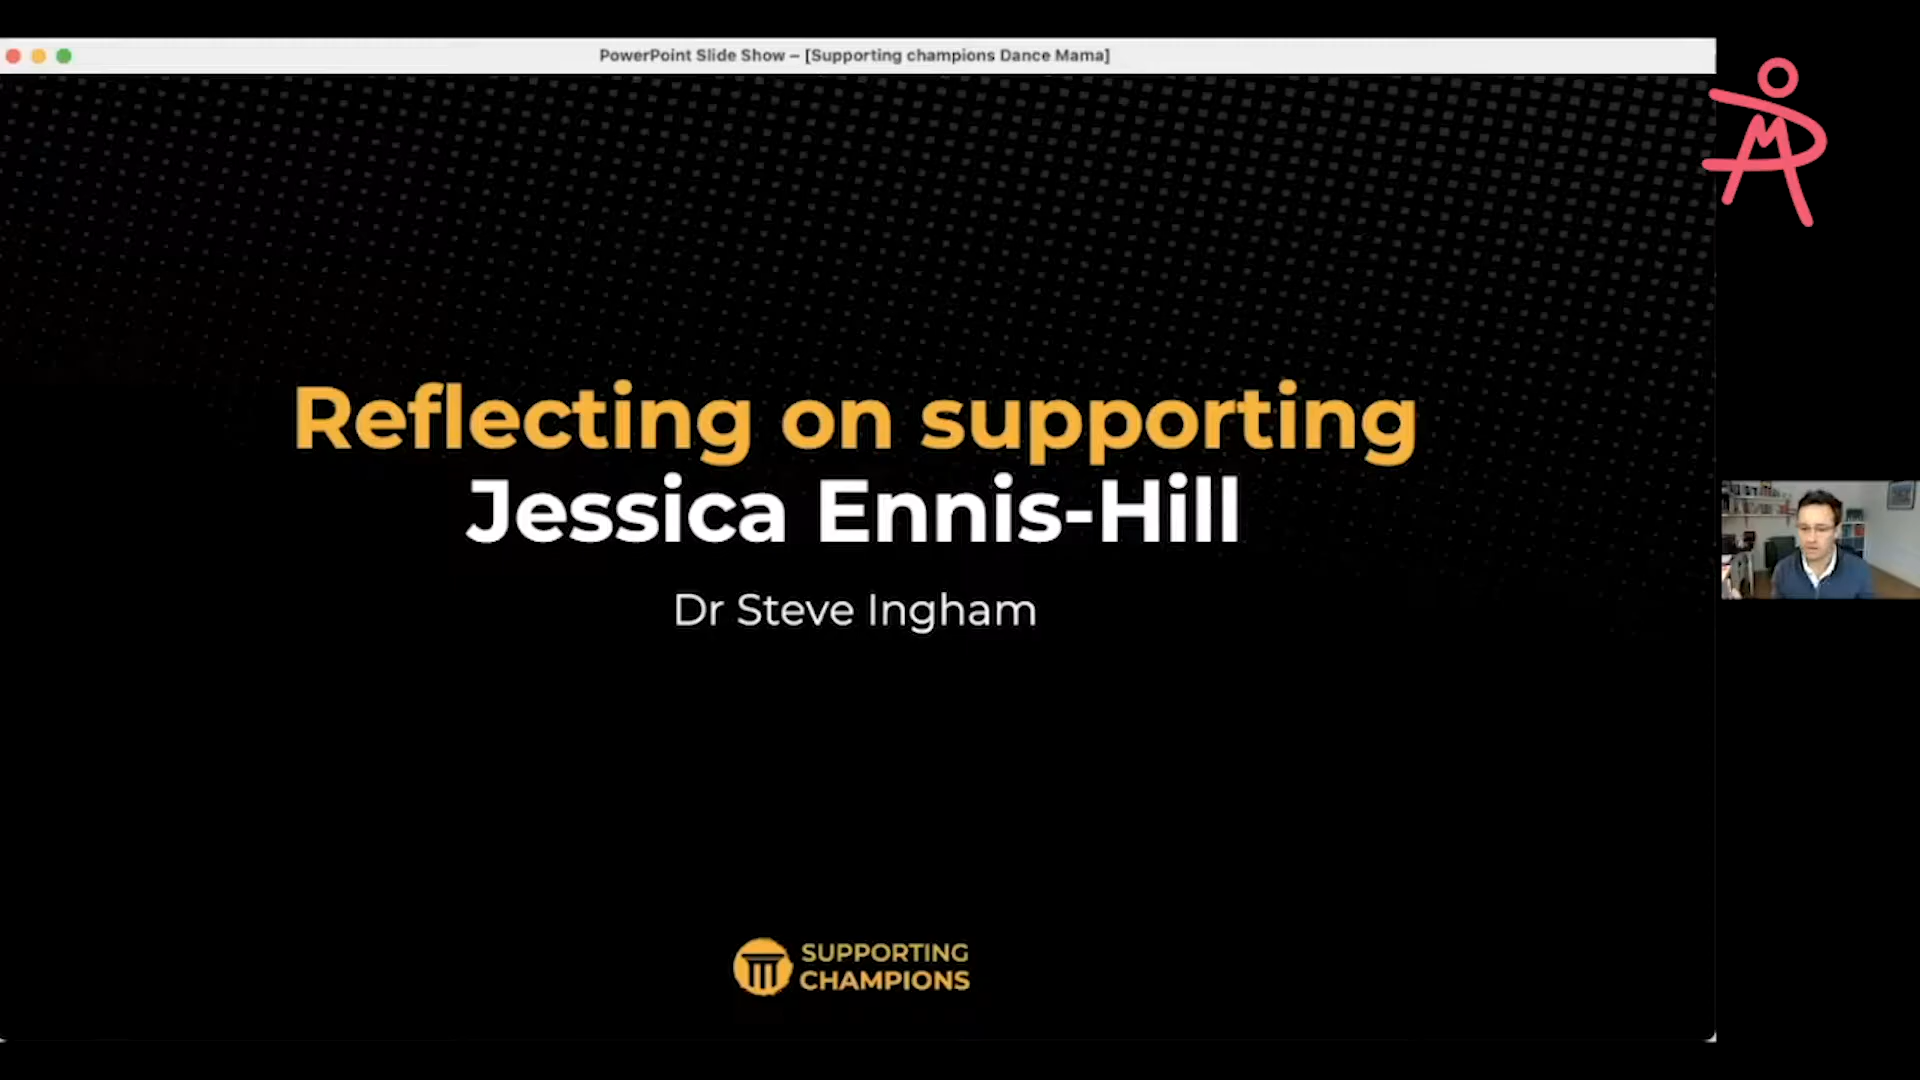 PowerPoint Slide Show – [Supporting champions Dance Mama]
Reflecting on supporting
Jessica Ennis-Hill
Dr Steve Ingham
SUPPORTING
CHAMPIONS